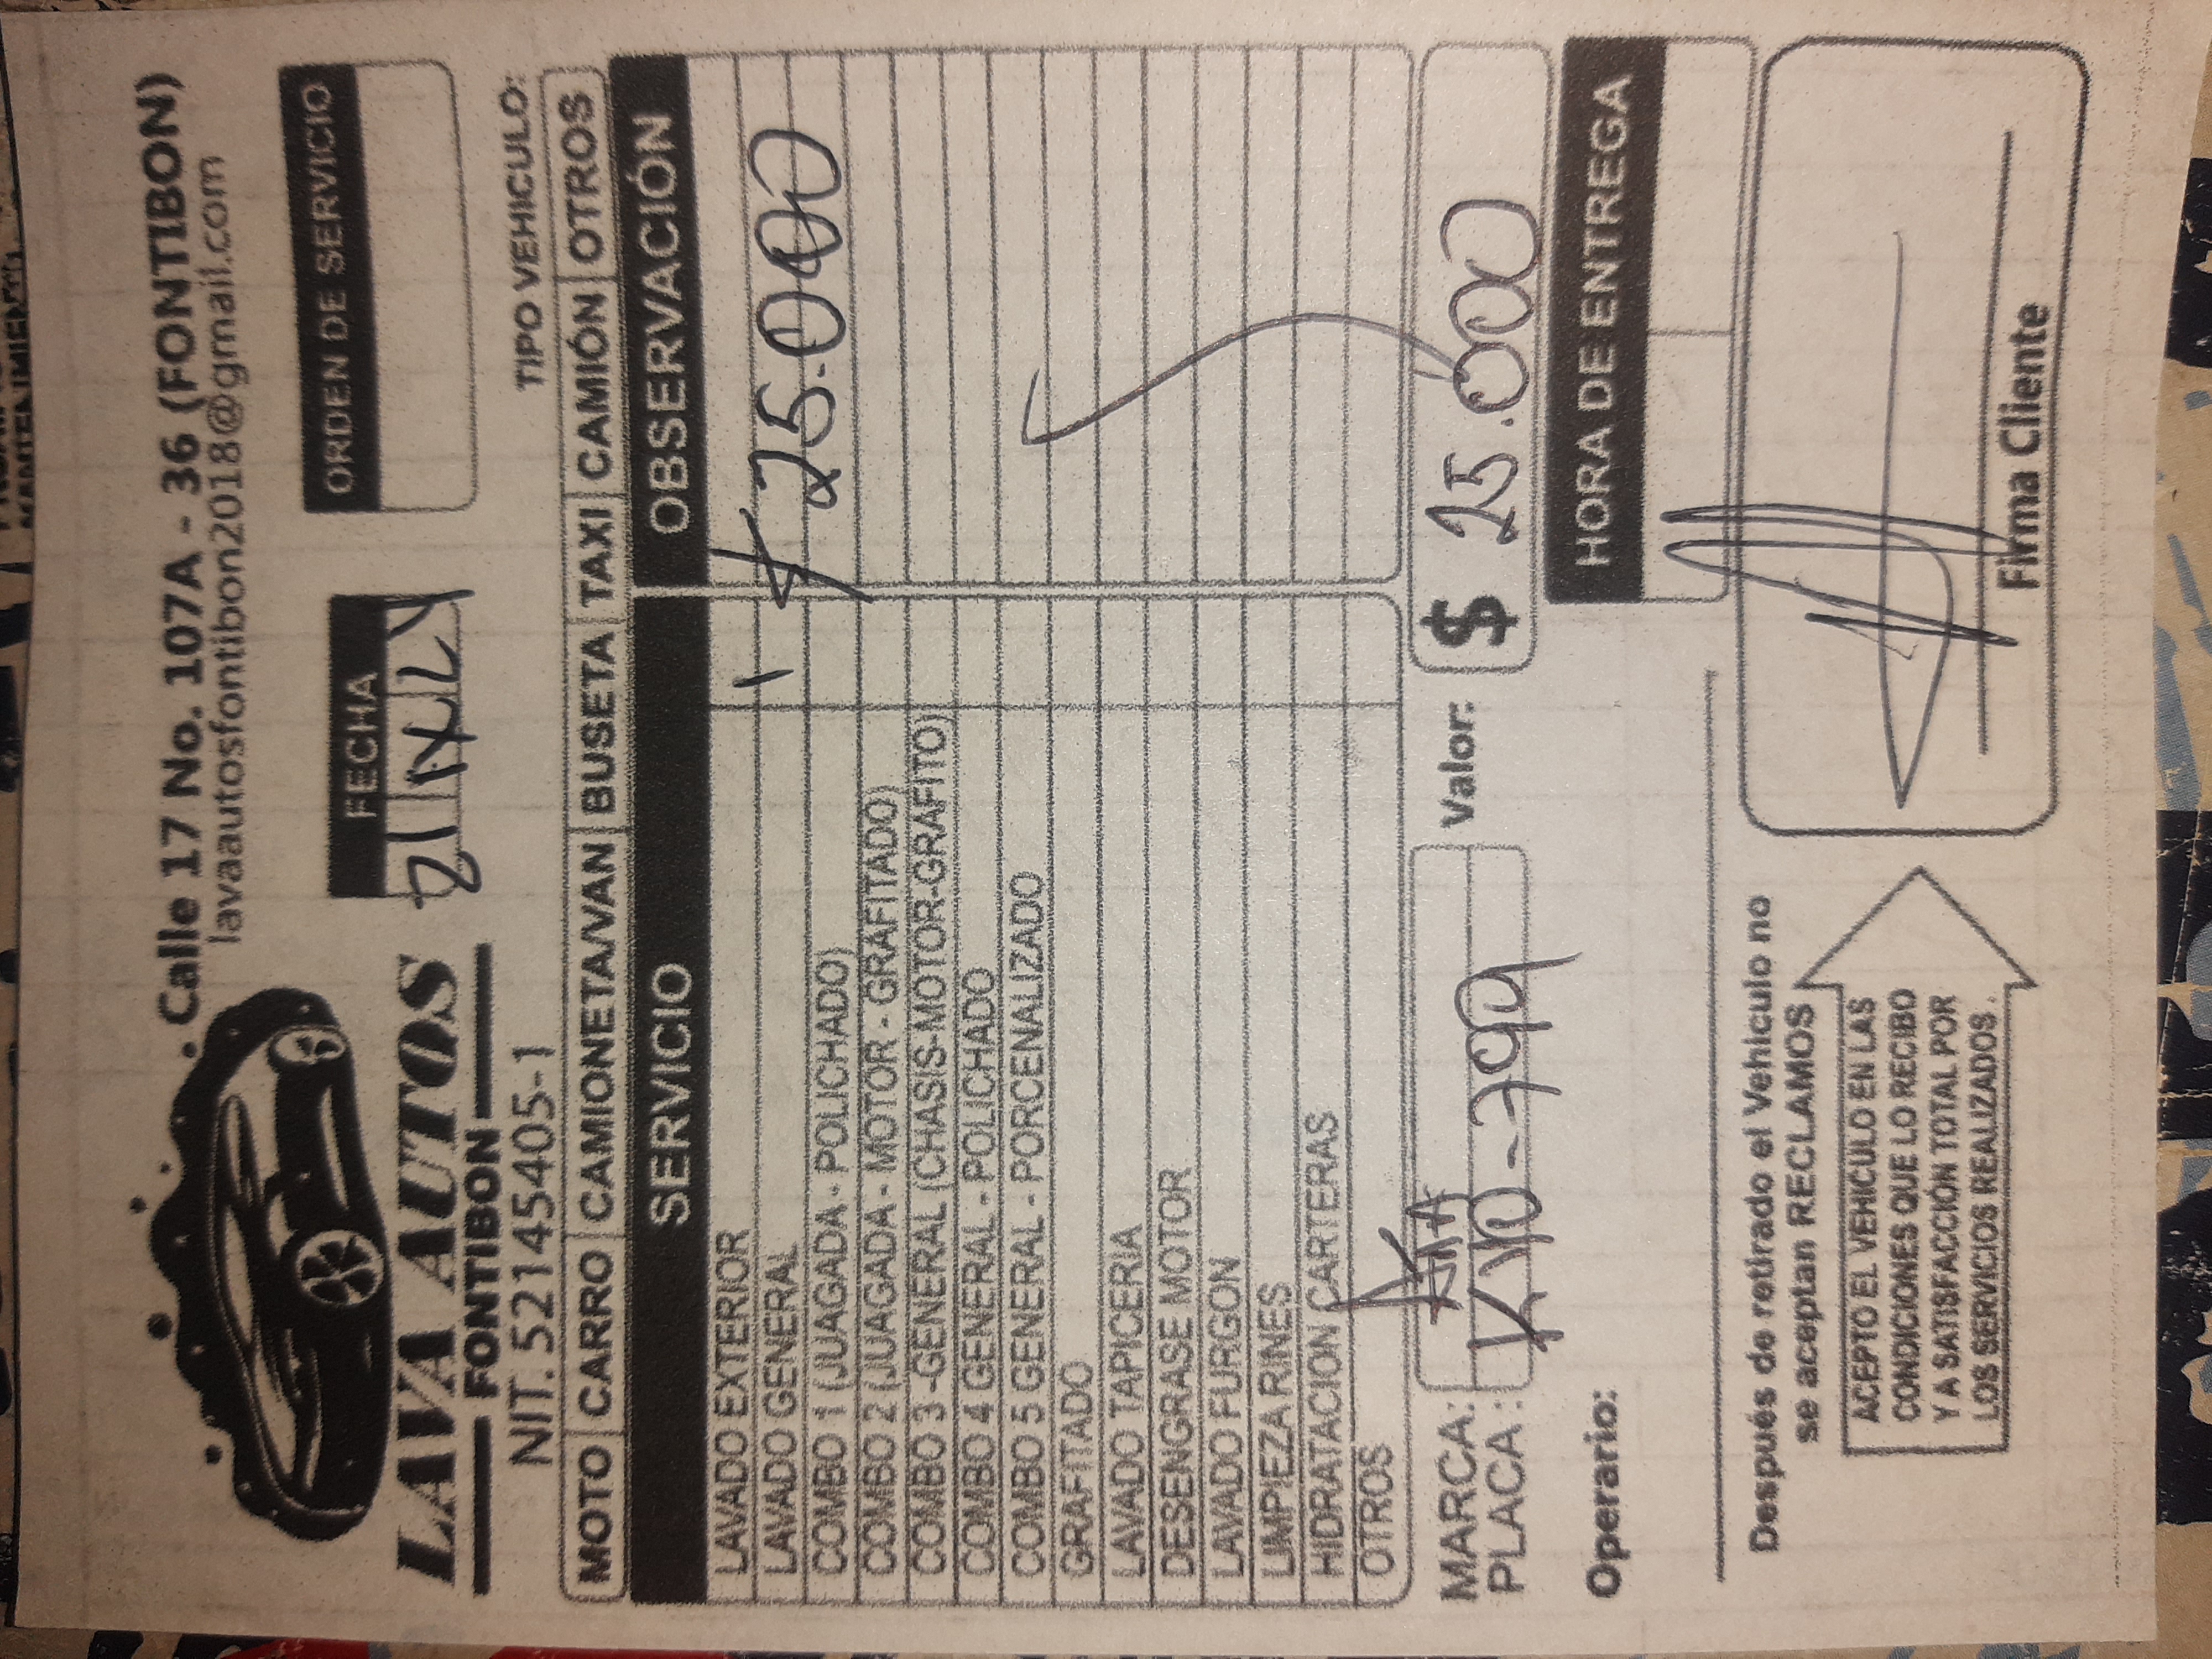 Calle 17 No. 107A - 36 (FONTIBON)
lavaautosfontibon2018@gmail.com
LAVA AUTOS
FONTIBON
NIT. 52145405-1
FECHA
ORDEN DE SERVICIO
TIPO VEHICULO:
MOTO CARRO CAMIONETA/VAN BUSETA TAXI CAMIÓN OTROS
SERVICIO OBSERVACIÓN
LAVADO EXTERIOR
LAVADO GENERAL $ 25.000
COMBO 1 (JUAGADA - POLICHADO)
COMBO 2 (JUAGADA - MOTOR - GRAFITADO)
COMBO 3 -GENERAL (CHASIS-MOTOR-GRAFITO)
COMBO 4 GENERAL - POLICHADO
COMBO 5 GENERAL - PORCENALIZADO
GRAFITADO
LAVADO TAPICERIA
DESENGRASE MOTOR
LAVADO FURGON
LIMPIEZA RINES
HIDRATACION CARTERAS
OTROS
MARCA:
PLACA:
Valor: $ 25.000
Operario:
HORA DE ENTREGA
Después de retirado el Vehiculo no
se aceptan RECLAMOS
ACEPTO EL VEHICULO EN LAS
CONDICIONES QUE LO RECIBO
Y A SATISFACCIÓN TOTAL POR
LOS SERVICIOS REALIZADOS.
Firma Cliente